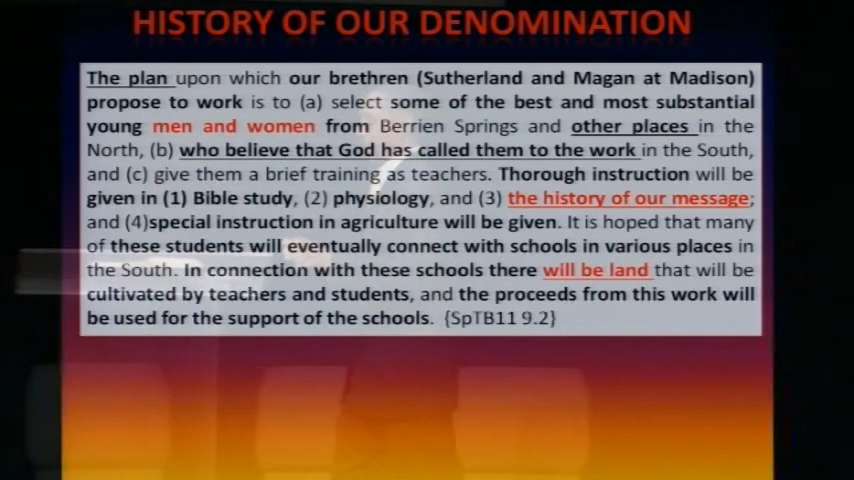 HISTORY OF OUR DENOMINATION
The plan upon which our brethren (Sutherland and Magan at Madison)
propose to work is to (a) select some of the best and most substantial
young men and women from Berrien Springs and other places in the
North, (b) who believe that God has called them to the work in the South,
and (c) give them a brief training as teachers. Thorough instruction will be
given in (1) Bible study, (2) physiology, and (3) the history of our message;
and (4)special instruction in agriculture will be given. It is hoped that many
of these students will eventually connect with schools in various places in
the South. In connection with these schools there will be land that will be
cultivated by teachers and students, and the proceeds from this work will
be used for the support of the schools. {SpTB11 9.2}